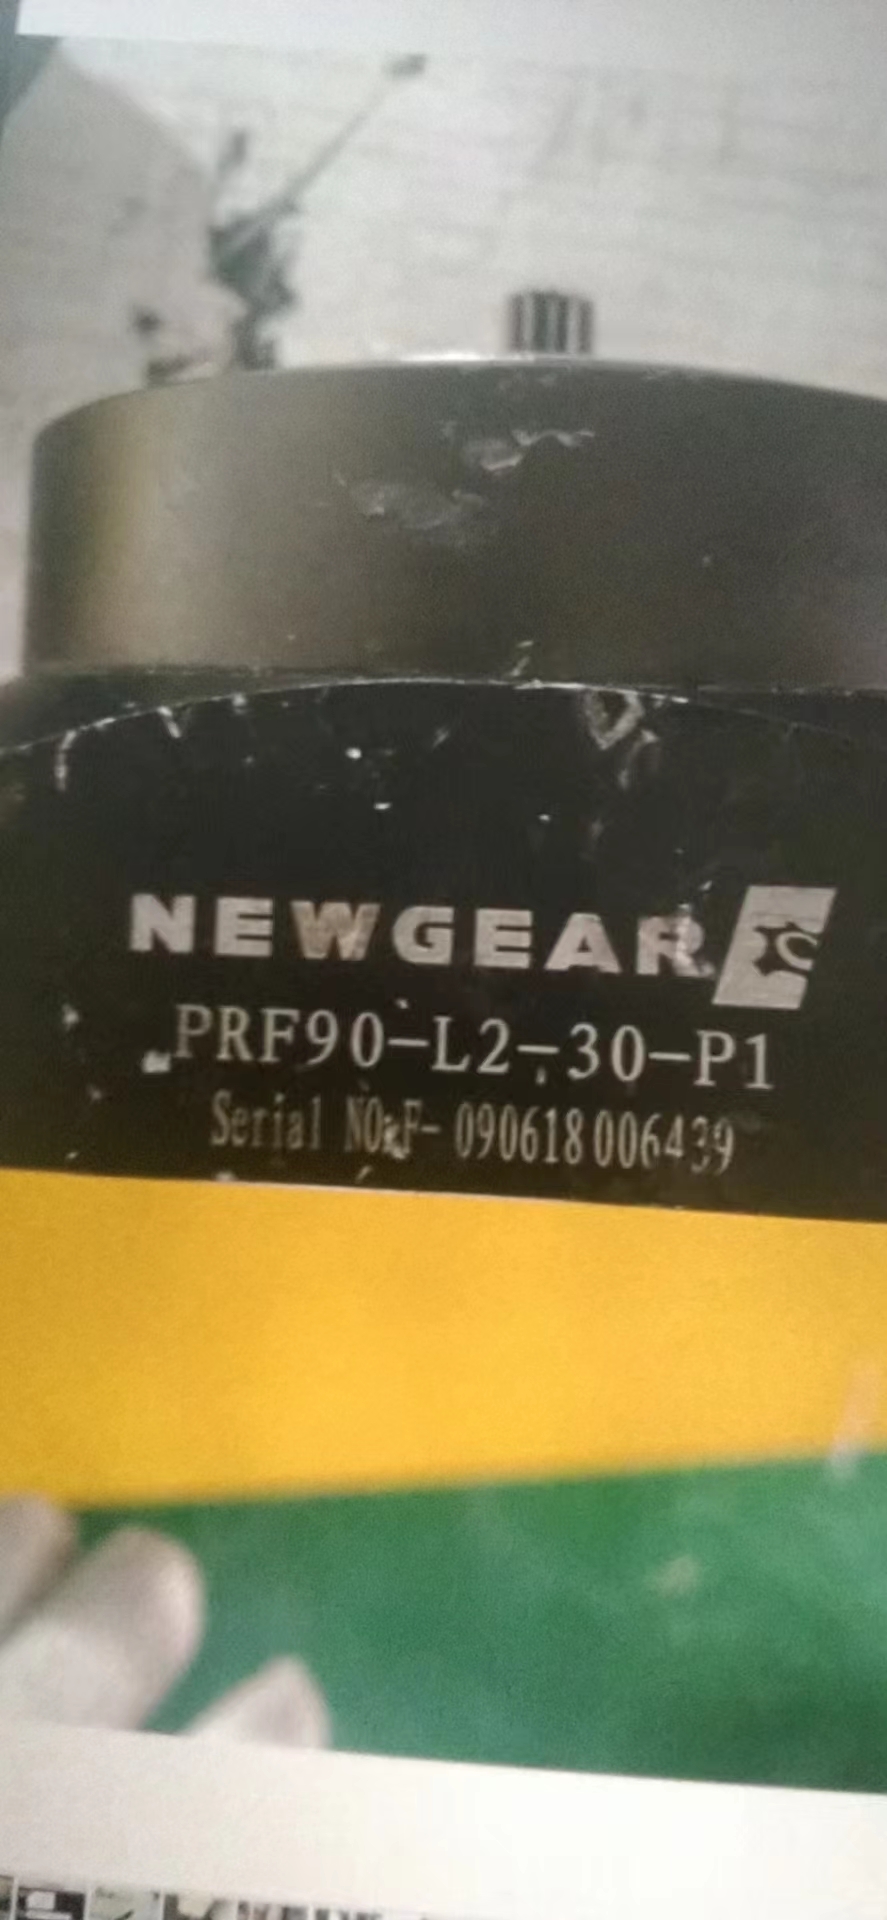 NEWGEAR
PRF90-L2-30-P1
Serial NO.F- 090618006439